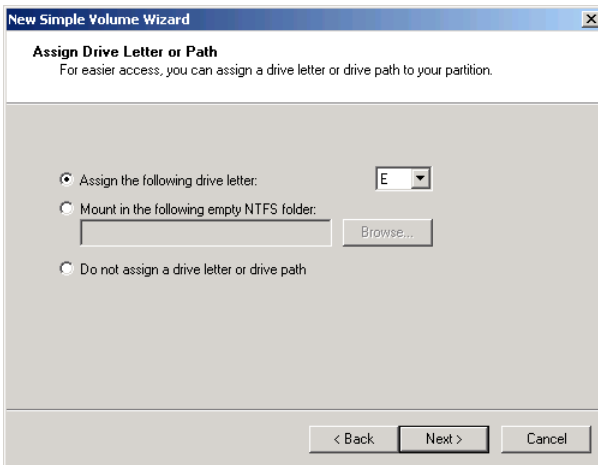 New Simple Volume Wizard
Assign Drive Letter or Path
For easier access, you can assign a drive letter or drive path to your partition.
Assign the following drive letter: E
Mount in the following empty NTFS folder:
Browse...
Do not assign a drive letter or drive path
< Back Next > Cancel